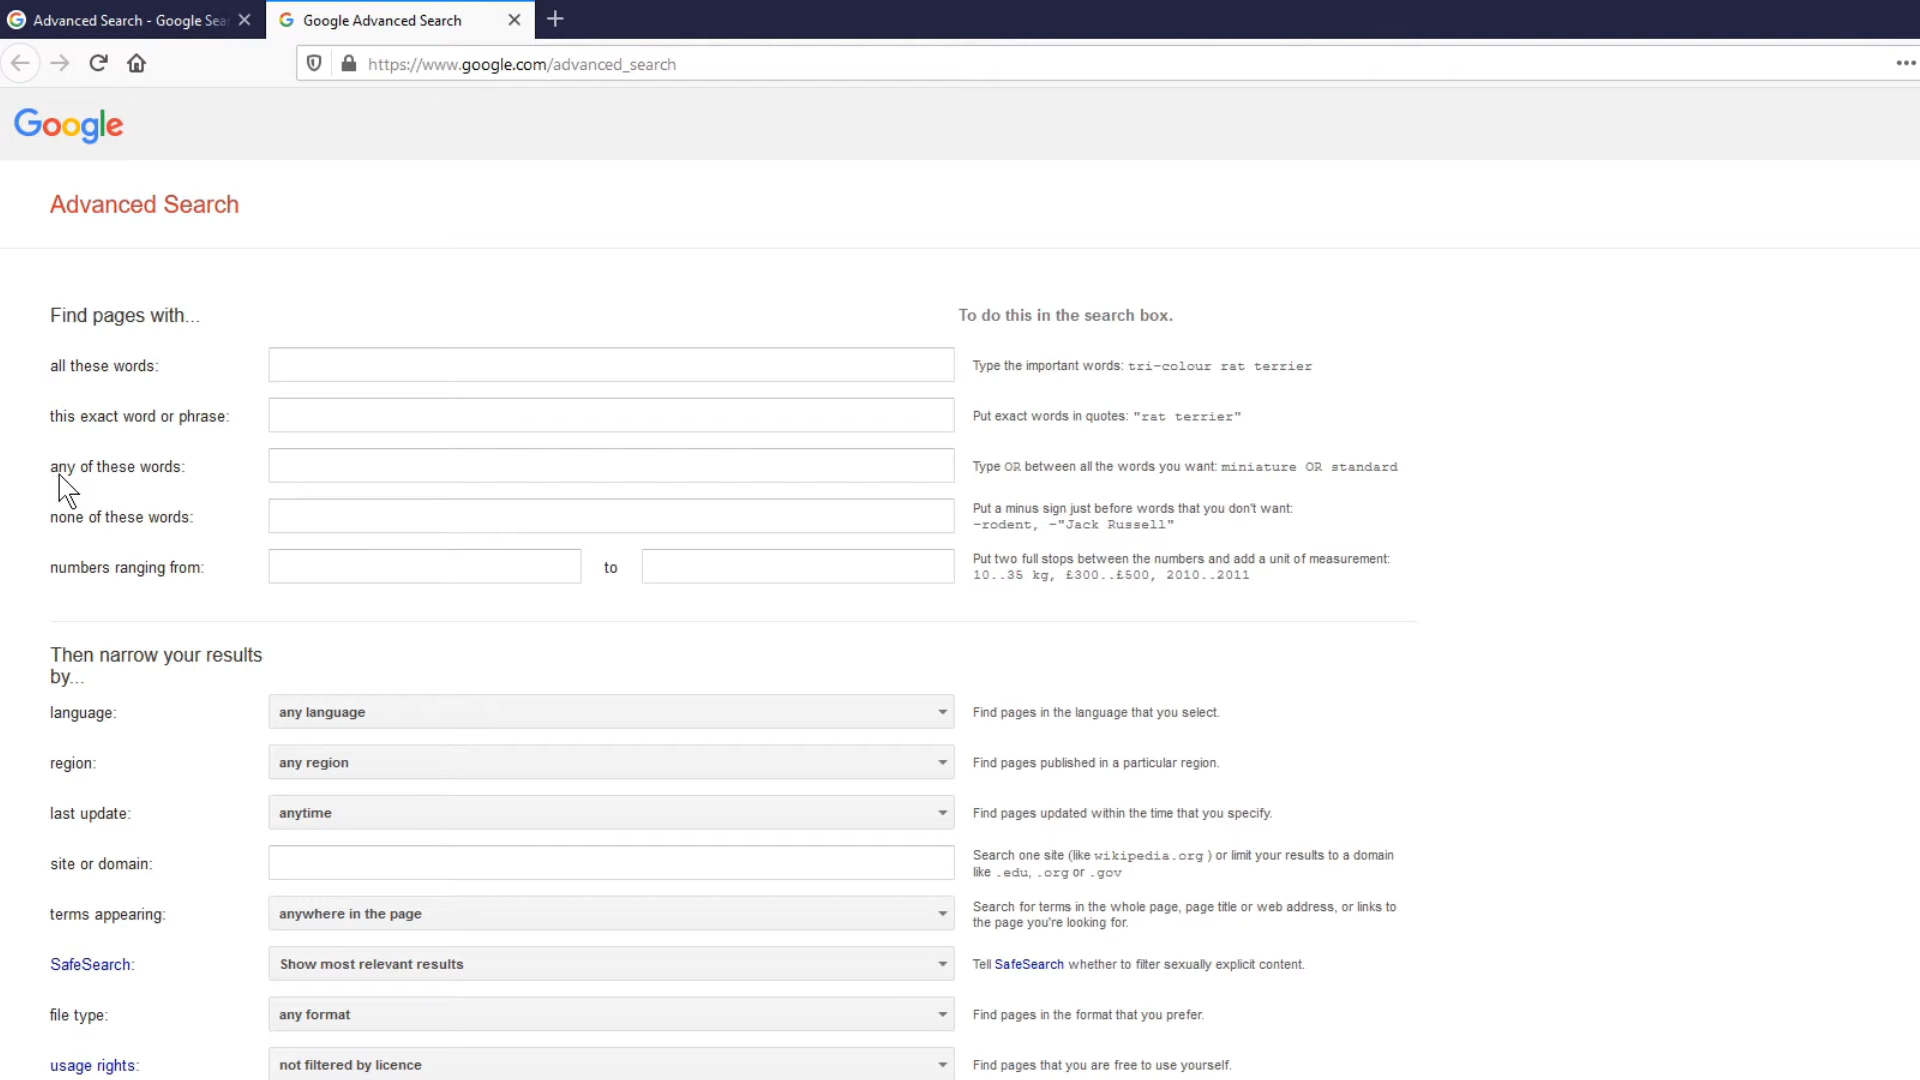 Advanced Search - Google Sea
Google Advanced Search
https://www.google.com/advanced_search
Google
Advanced Search
Find pages with...
To do this in the search box.
all these words:
Type the important words: tri-colour rat terrier
this exact word or phrase:
Put exact words in quotes: "rat terrier"
any of these words:
Type OR between all the words you want: miniature OR standard
none of these words:
Put a minus sign just before words that you don't want:
-rodent, -"Jack Russell"
numbers ranging from:
to
Put two full stops between the numbers and add a unit of measurement:
10..35 kg, £300..£500, 2010..2011
Then narrow your results
by...
language:
any language
Find pages in the language that you select.
region:
any region
Find pages published in a particular region.
last update:
anytime
Find pages updated within the time that you specify.
site or domain:
Search one site (like wikipedia.org ) or limit your results to a domain
like .edu, .org or .gov
terms appearing:
anywhere in the page
Search for terms in the whole page, page title or web address, or links to
the page you're looking for.
SafeSearch:
Show most relevant results
Tell SafeSearch whether to filter sexually explicit content.
file type:
any format
Find pages in the format that you prefer.
usage rights:
not filtered by licence
Find pages that you are free to use yourself.